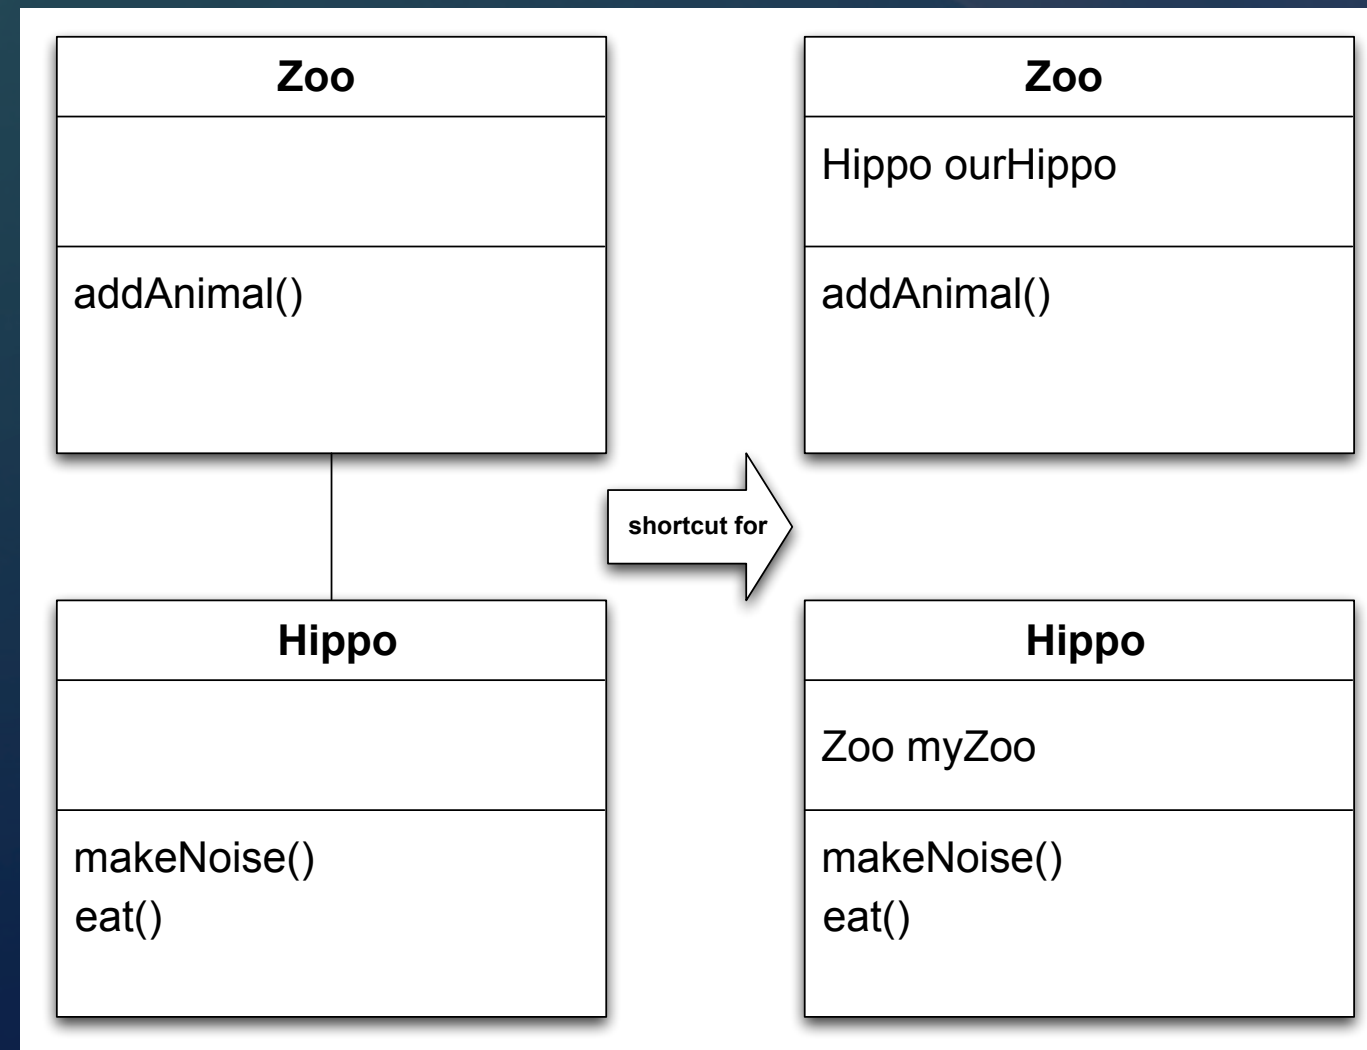 Zoo
addAnimal()
Hippo
makeNoise()
eat()
shortcut for
Zoo
Hippo ourHippo
addAnimal()
Hippo
Zoo myZoo
makeNoise()
eat()